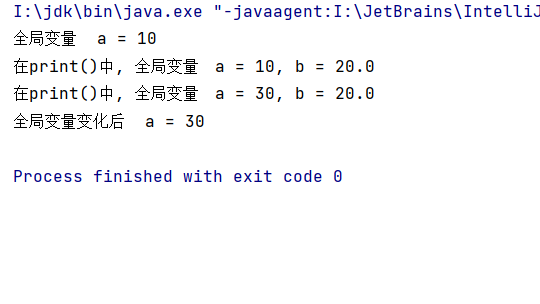 I:\jdk\bin\java.exe "-javaagent:I:\JetBrains\IntelliJ
全局变量  a = 10
在print()中, 全局变量  a = 10, b = 20.0
在print()中, 全局变量  a = 30, b = 20.0
全局变量变化后  a = 30
Process finished with exit code 0